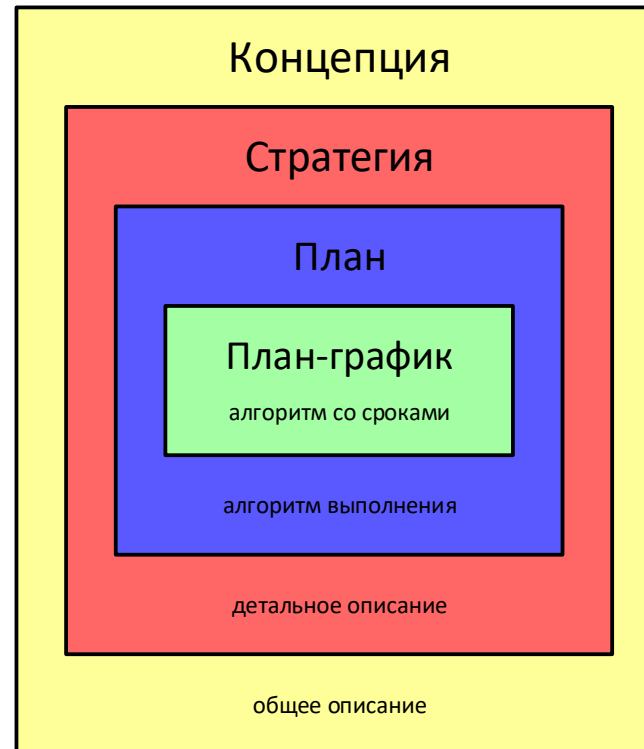 Концепция
Стратегия
План
План-график
алгоритм со сроками
алгоритм выполнения
детальное описание
общее описание